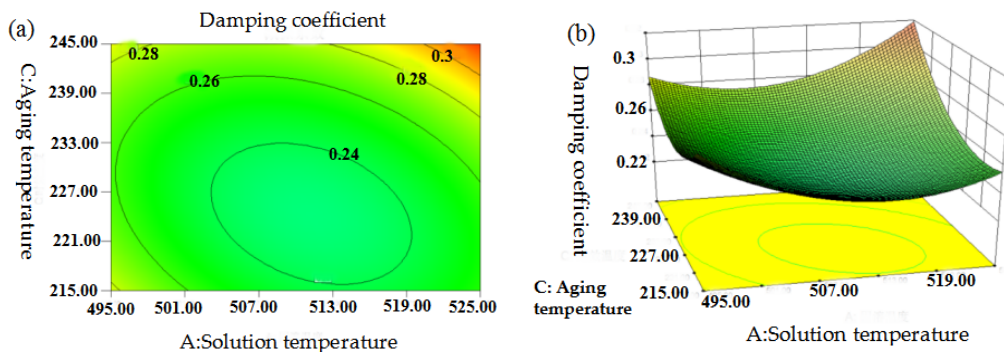 (a)
Damping coefficient
C:Aging temperature
245.00
239.00
233.00
227.00
221.00
215.00
0.28
0.26
0.24
0.3
0.28
495.00 501.00 507.00 513.00 519.00 525.00
A:Solution temperature
(b)
Damping coefficient
0.3
0.26
0.22
239.00
227.00
215.00
C: Aging
temperature
495.00 507.00 519.00
A:Solution temperature